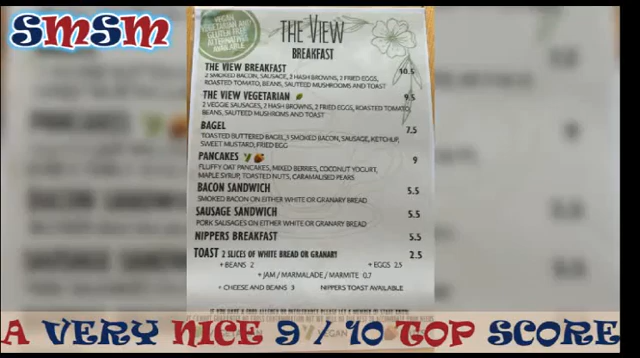 SMSM
VEGAN
VEGETARIAN AND
GLUTEN FREE
ALTERNATIVES
AVAILABLE
THE VIEW
BREAKFAST
THE VIEW BREAKFAST 10.5
2 SMOKED BACON, SAUSAGE, 2 HASH BROWNS, 2 FRIED EGGS,
ROASTED TOMATO, BEANS, SAUTEED MUSHROOMS AND TOAST
THE VIEW VEGETARIAN 9.5
2 VEGGIE SAUSAGES, 2 HASH BROWNS, 2 FRIED EGGS, ROASTED TOMATO,
BEANS, SAUTEED MUSHROOMS AND TOAST
BAGEL 7.5
TOASTED BUTTERED BAGEL, 3 SMOKED BACON, SAUSAGE, KETCHUP,
SWEET MUSTARD, FRIED EGG
PANCAKES 9
FLUFFY OAT PANCAKES, MIXED BERRIES, COCONUT YOGURT,
MAPLE SYRUP, TOASTED NUTS, CARAMALISED PEARS
BACON SANDWICH 5.5
SMOKED BACON ON EITHER WHITE OR GRANARY BREAD
SAUSAGE SANDWICH 5.5
PORK SAUSAGES ON EITHER WHITE OR GRANARY BREAD
NIPPERS BREAKFAST 5.5
TOAST 2 SLICES OF WHITE BREAD OR GRANARY 2.5
+ BEANS 2 + EGGS 2.5
+ JAM / MARMALADE / MARMITE 0.7
+ CHEESE AND BEANS 3 NIPPERS TOAST AVAILABLE
A VERY NICE 9 / 10 TOP SCORE